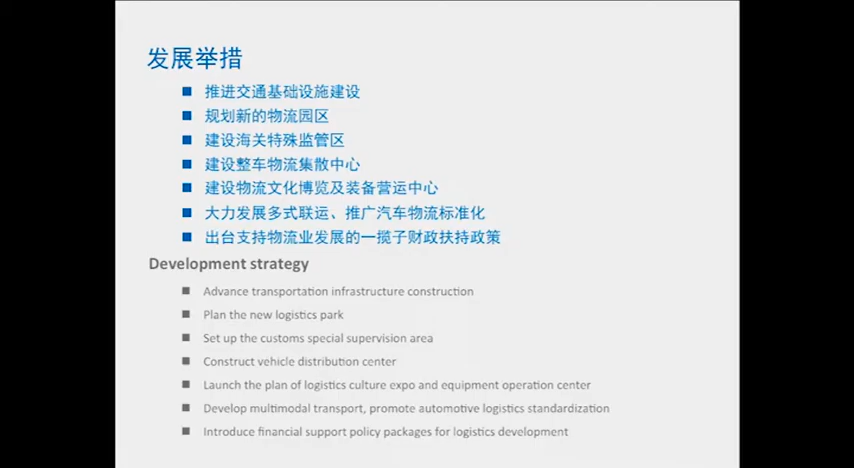 发展举措
推进交通基础设施建设
规划新的物流园区
建设海关特殊监管区
建设整车物流集散中心
建设物流文化博览及装备营运中心
大力发展多式联运、推广汽车物流标准化
出台支持物流业发展的一揽子财政扶持政策
Development strategy
Advance transportation infrastructure construction
Plan the new logistics park
Set up the customs special supervision area
Construct vehicle distribution center
Launch the plan of logistics culture expo and equipment operation center
Develop multimodal transport, promote automotive logistics standardization
Introduce financial support policy packages for logistics development